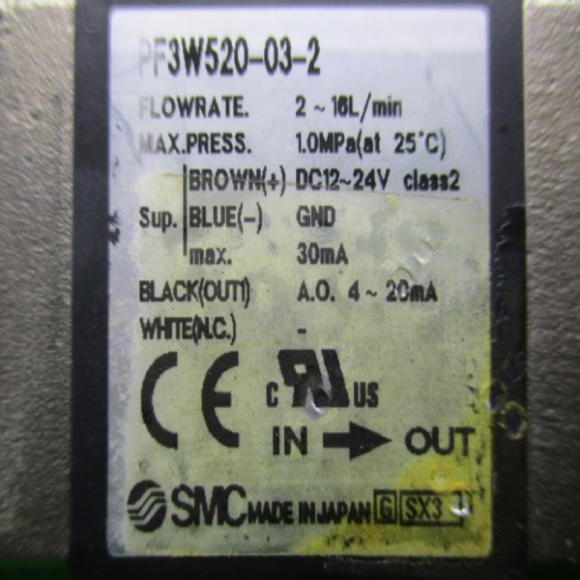 PF3W520-03-2
FLOWRATE. 2 ~ 16L/min
MAX.PRESS. 1.0MPa(at 25°C)
BROWN(+) DC12~24V class2
Sup. BLUE(-) GND
max. 30mA
BLACK(OUT1) A.O. 4 ~ 20mA
WHITE(N.C.) -
CE C US
IN OUT
SMC MADE IN JAPAN G SX3